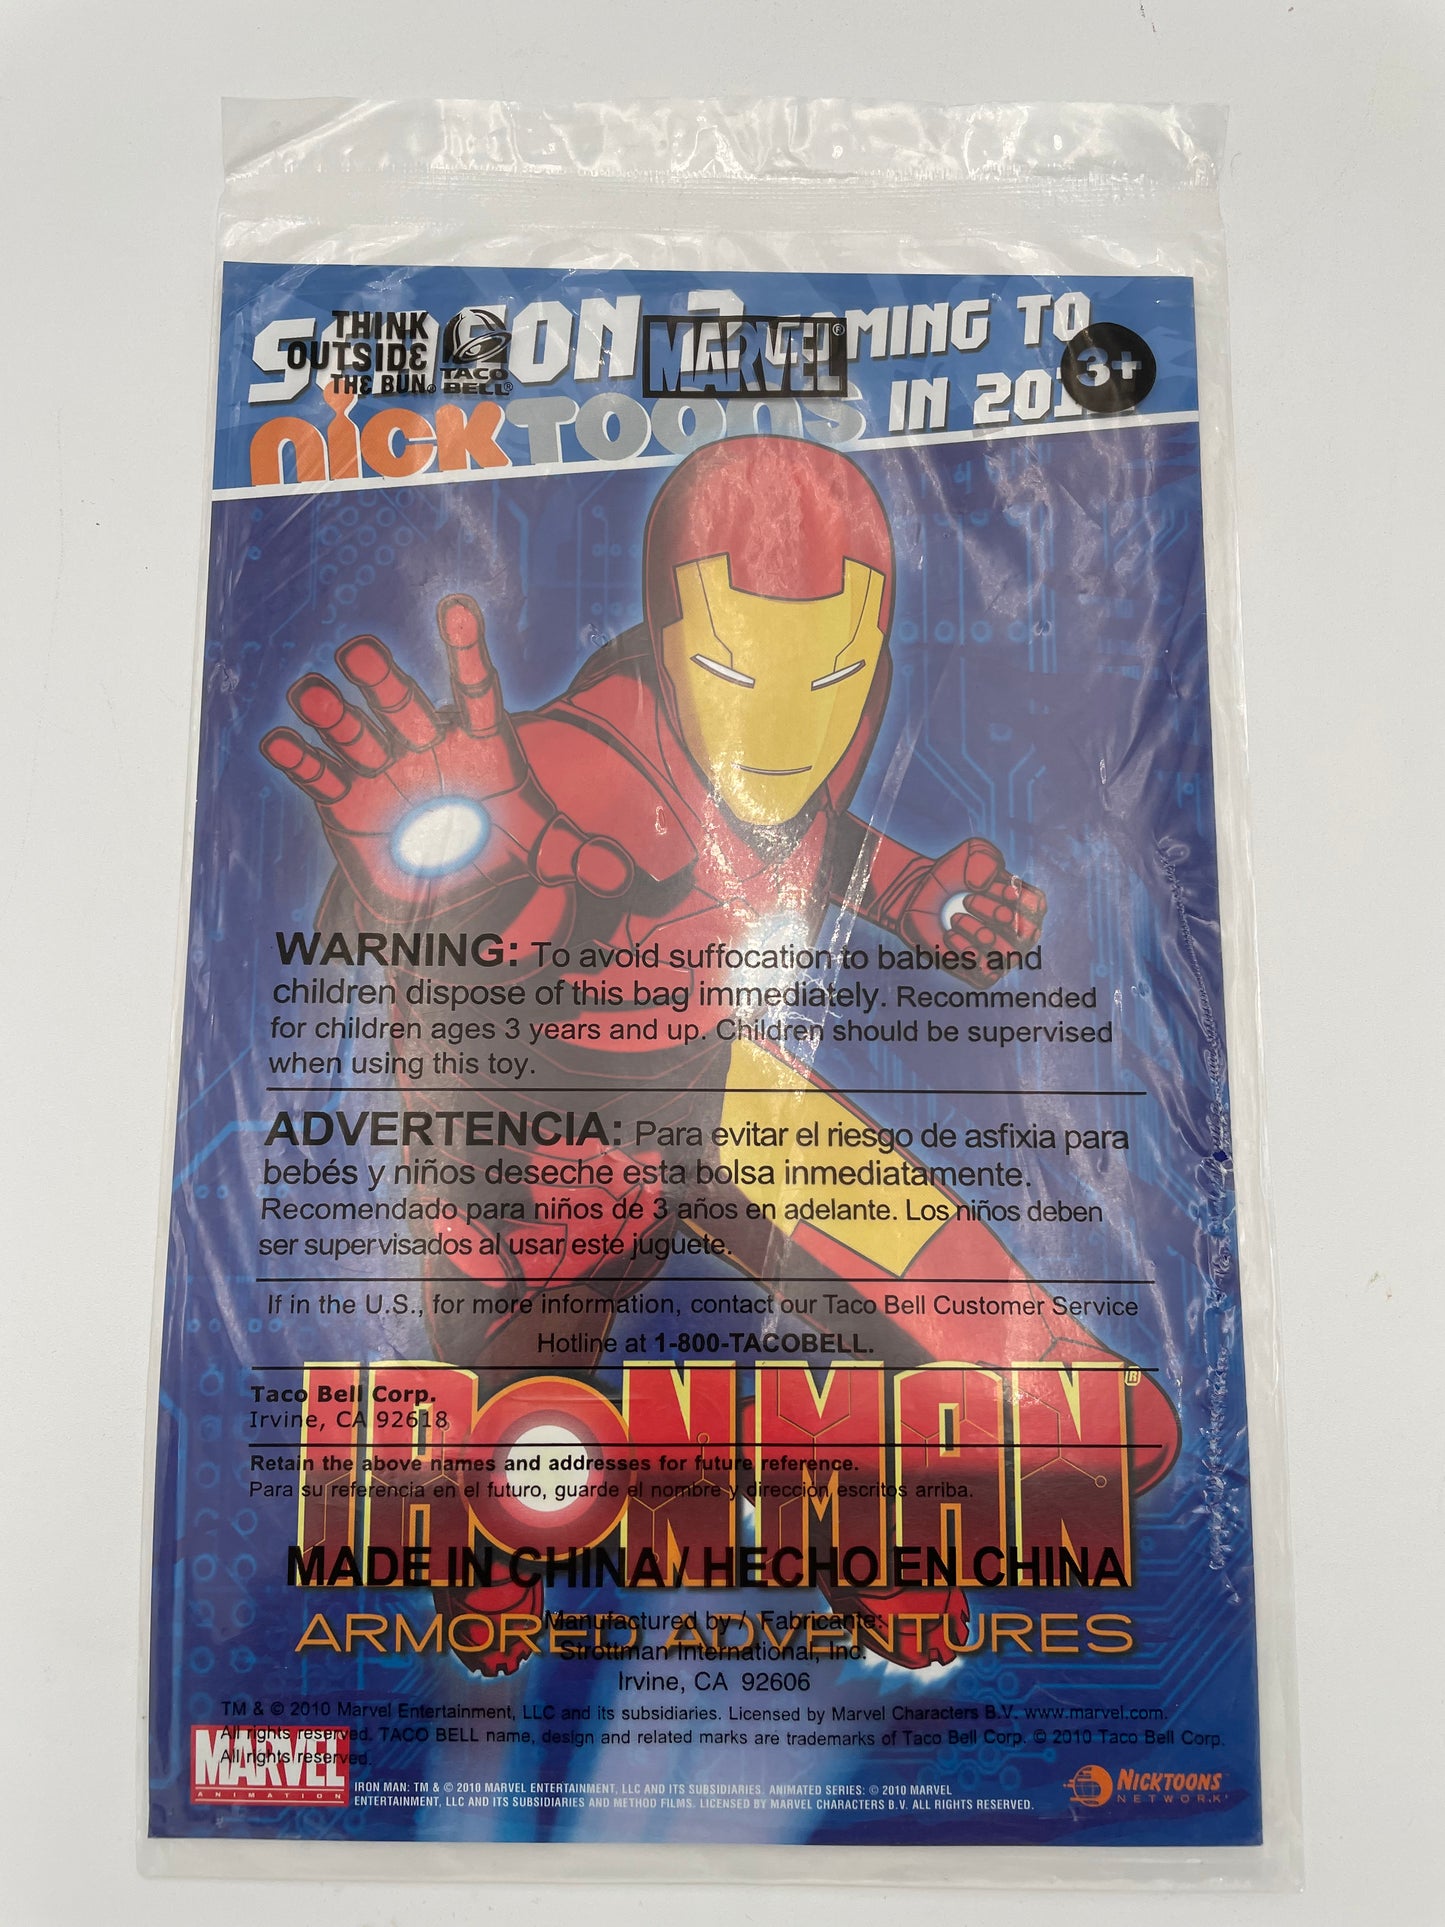 THINK
OUTSIDE
THE BUN®
TACO
BELL®
MARVEL®
3+
2 COMING TO
nickTOONS IN
WARNING: To avoid suffocation to babies and
children dispose of this bag immediately. Recommended
for children ages 3 years and up. Children should be supervised
when using this toy.
ADVERTENCIA: Para evitar el riesgo de asfixia para
bebés y niños deseche esta bolsa inmediatamente.
Recomendado para niños de 3 años en adelante. Los niños deben
ser supervisados al usar este juguete.
If in the U.S., for more information, contact our Taco Bell Customer Service
Hotline at 1-800-TACOBELL.
IRON MAN®
Taco Bell Corp.
Irvine, CA 92618
Retain the above names and addresses for future reference.
Para su referencia en el futuro, guarde el nombre y dirección escritos arriba.
MADE IN CHINA / HECHO EN CHINA
ARMORED ADVENTURES
Manufactured by / Fabricante:
Strottman International, Inc.
Irvine, CA 92606
TM & © 2010 Marvel Entertainment, LLC and its subsidiaries. Licensed by Marvel Characters B.V. www.marvel.com.
All rights reserved. TACO BELL name, design and related marks are trademarks of Taco Bell Corp. © 2010 Taco Bell Corp.
All rights reserved.
MARVEL
ANIMATION
IRON MAN: TM & © 2010 MARVEL ENTERTAINMENT, LLC AND ITS SUBSIDIARIES. ANIMATED SERIES: © 2010 MARVEL
ENTERTAINMENT, LLC AND ITS SUBSIDIARIES AND METHOD FILMS. LICENSED BY MARVEL CHARACTERS B.V. ALL RIGHTS RESERVED.
NICKTOONS
NETWORK